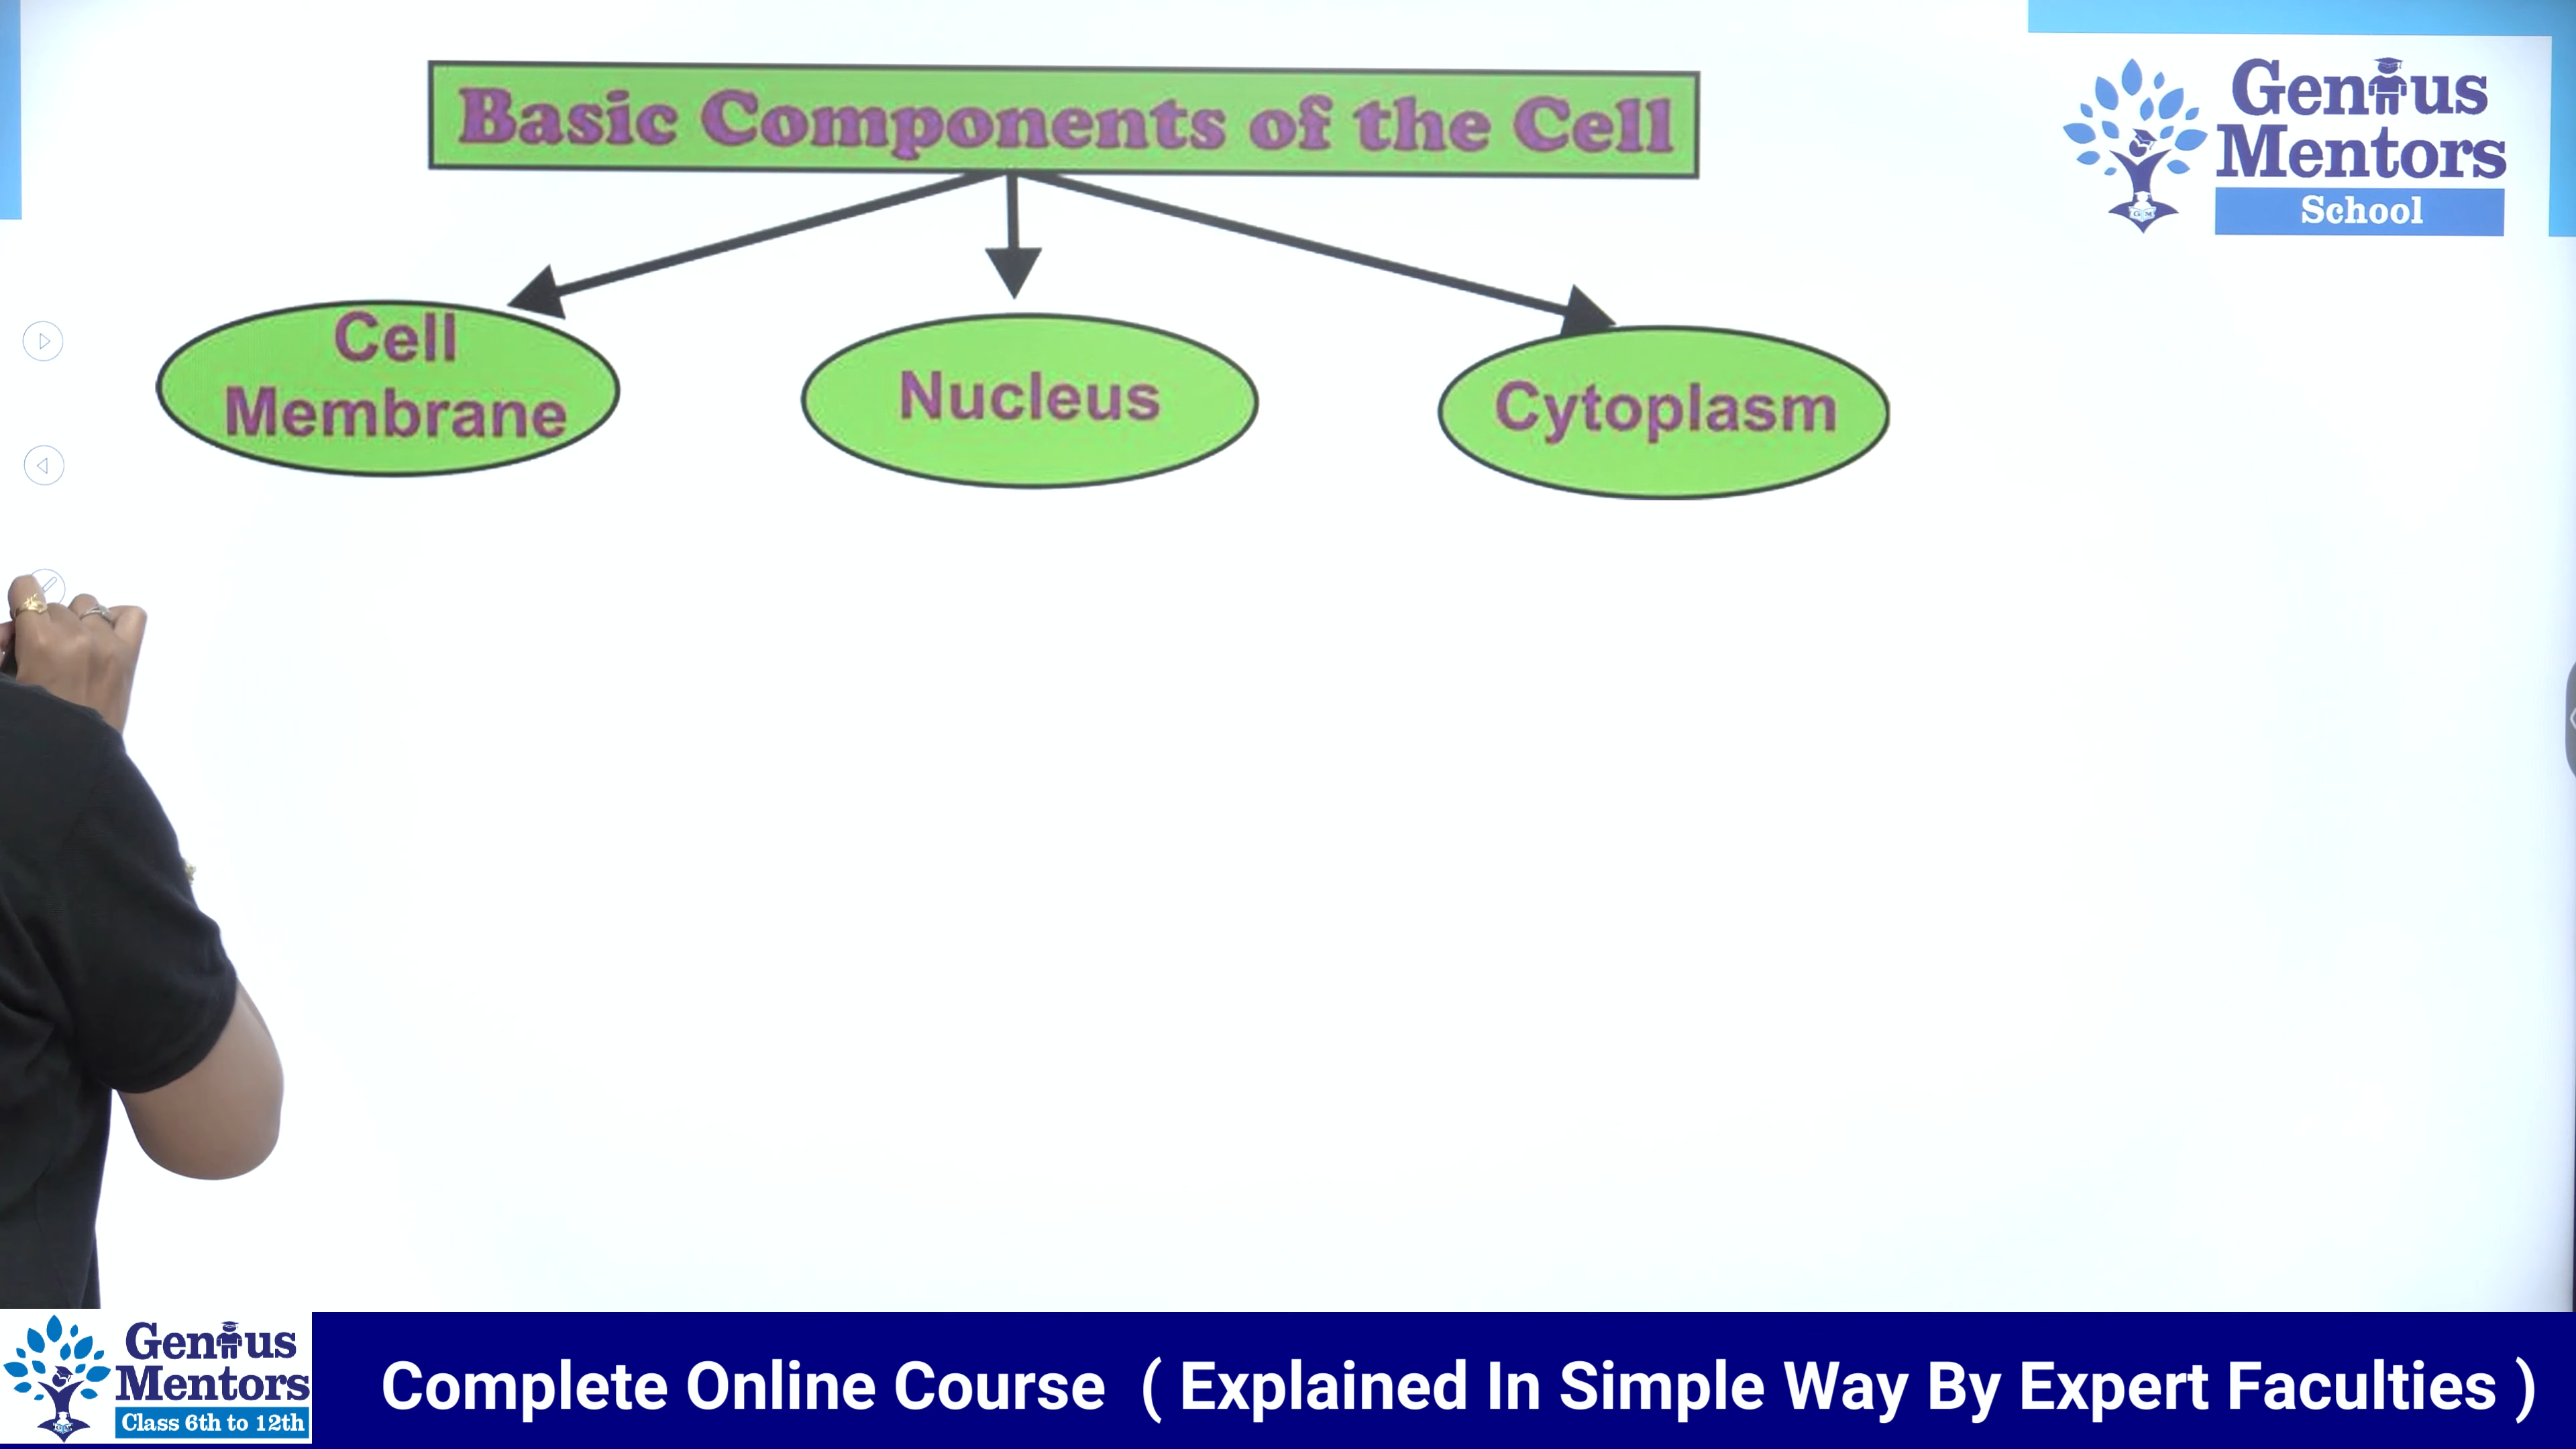 Basic Components of the Cell
Genius
Mentors
School
Cell
Membrane
Nucleus
Cytoplasm
Genius
Mentors
Class 6th to 12th
Complete Online Course ( Explained In Simple Way By Expert Faculties )